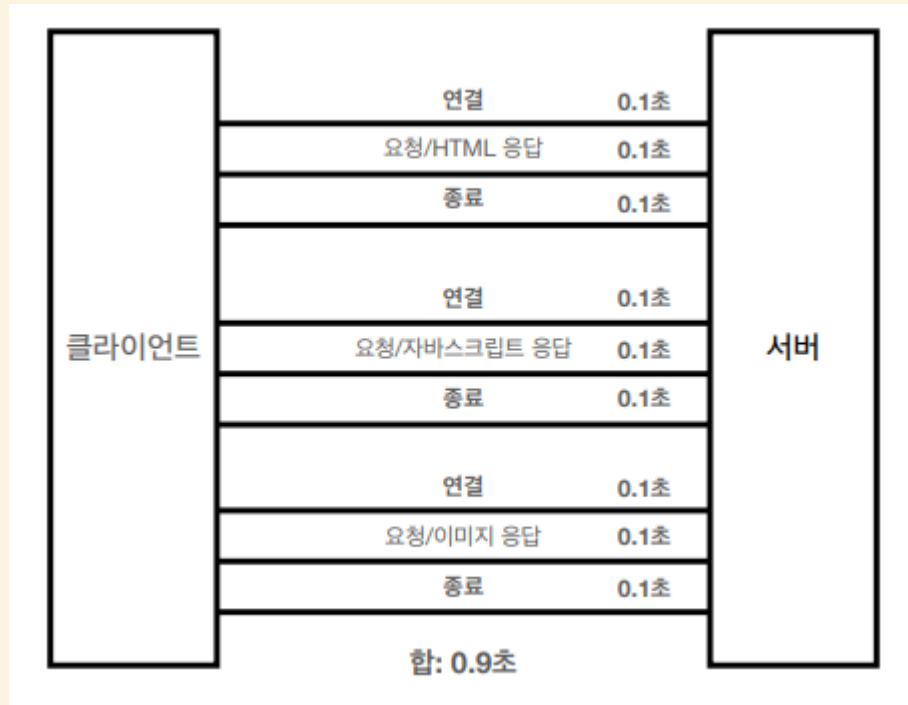 연결 0.1초
요청/HTML 응답 0.1초
종료 0.1초
연결 0.1초
클라이언트
요청/자바스크립트 응답 0.1초
서버
종료 0.1초
연결 0.1초
요청/이미지 응답 0.1초
종료 0.1초
합: 0.9초